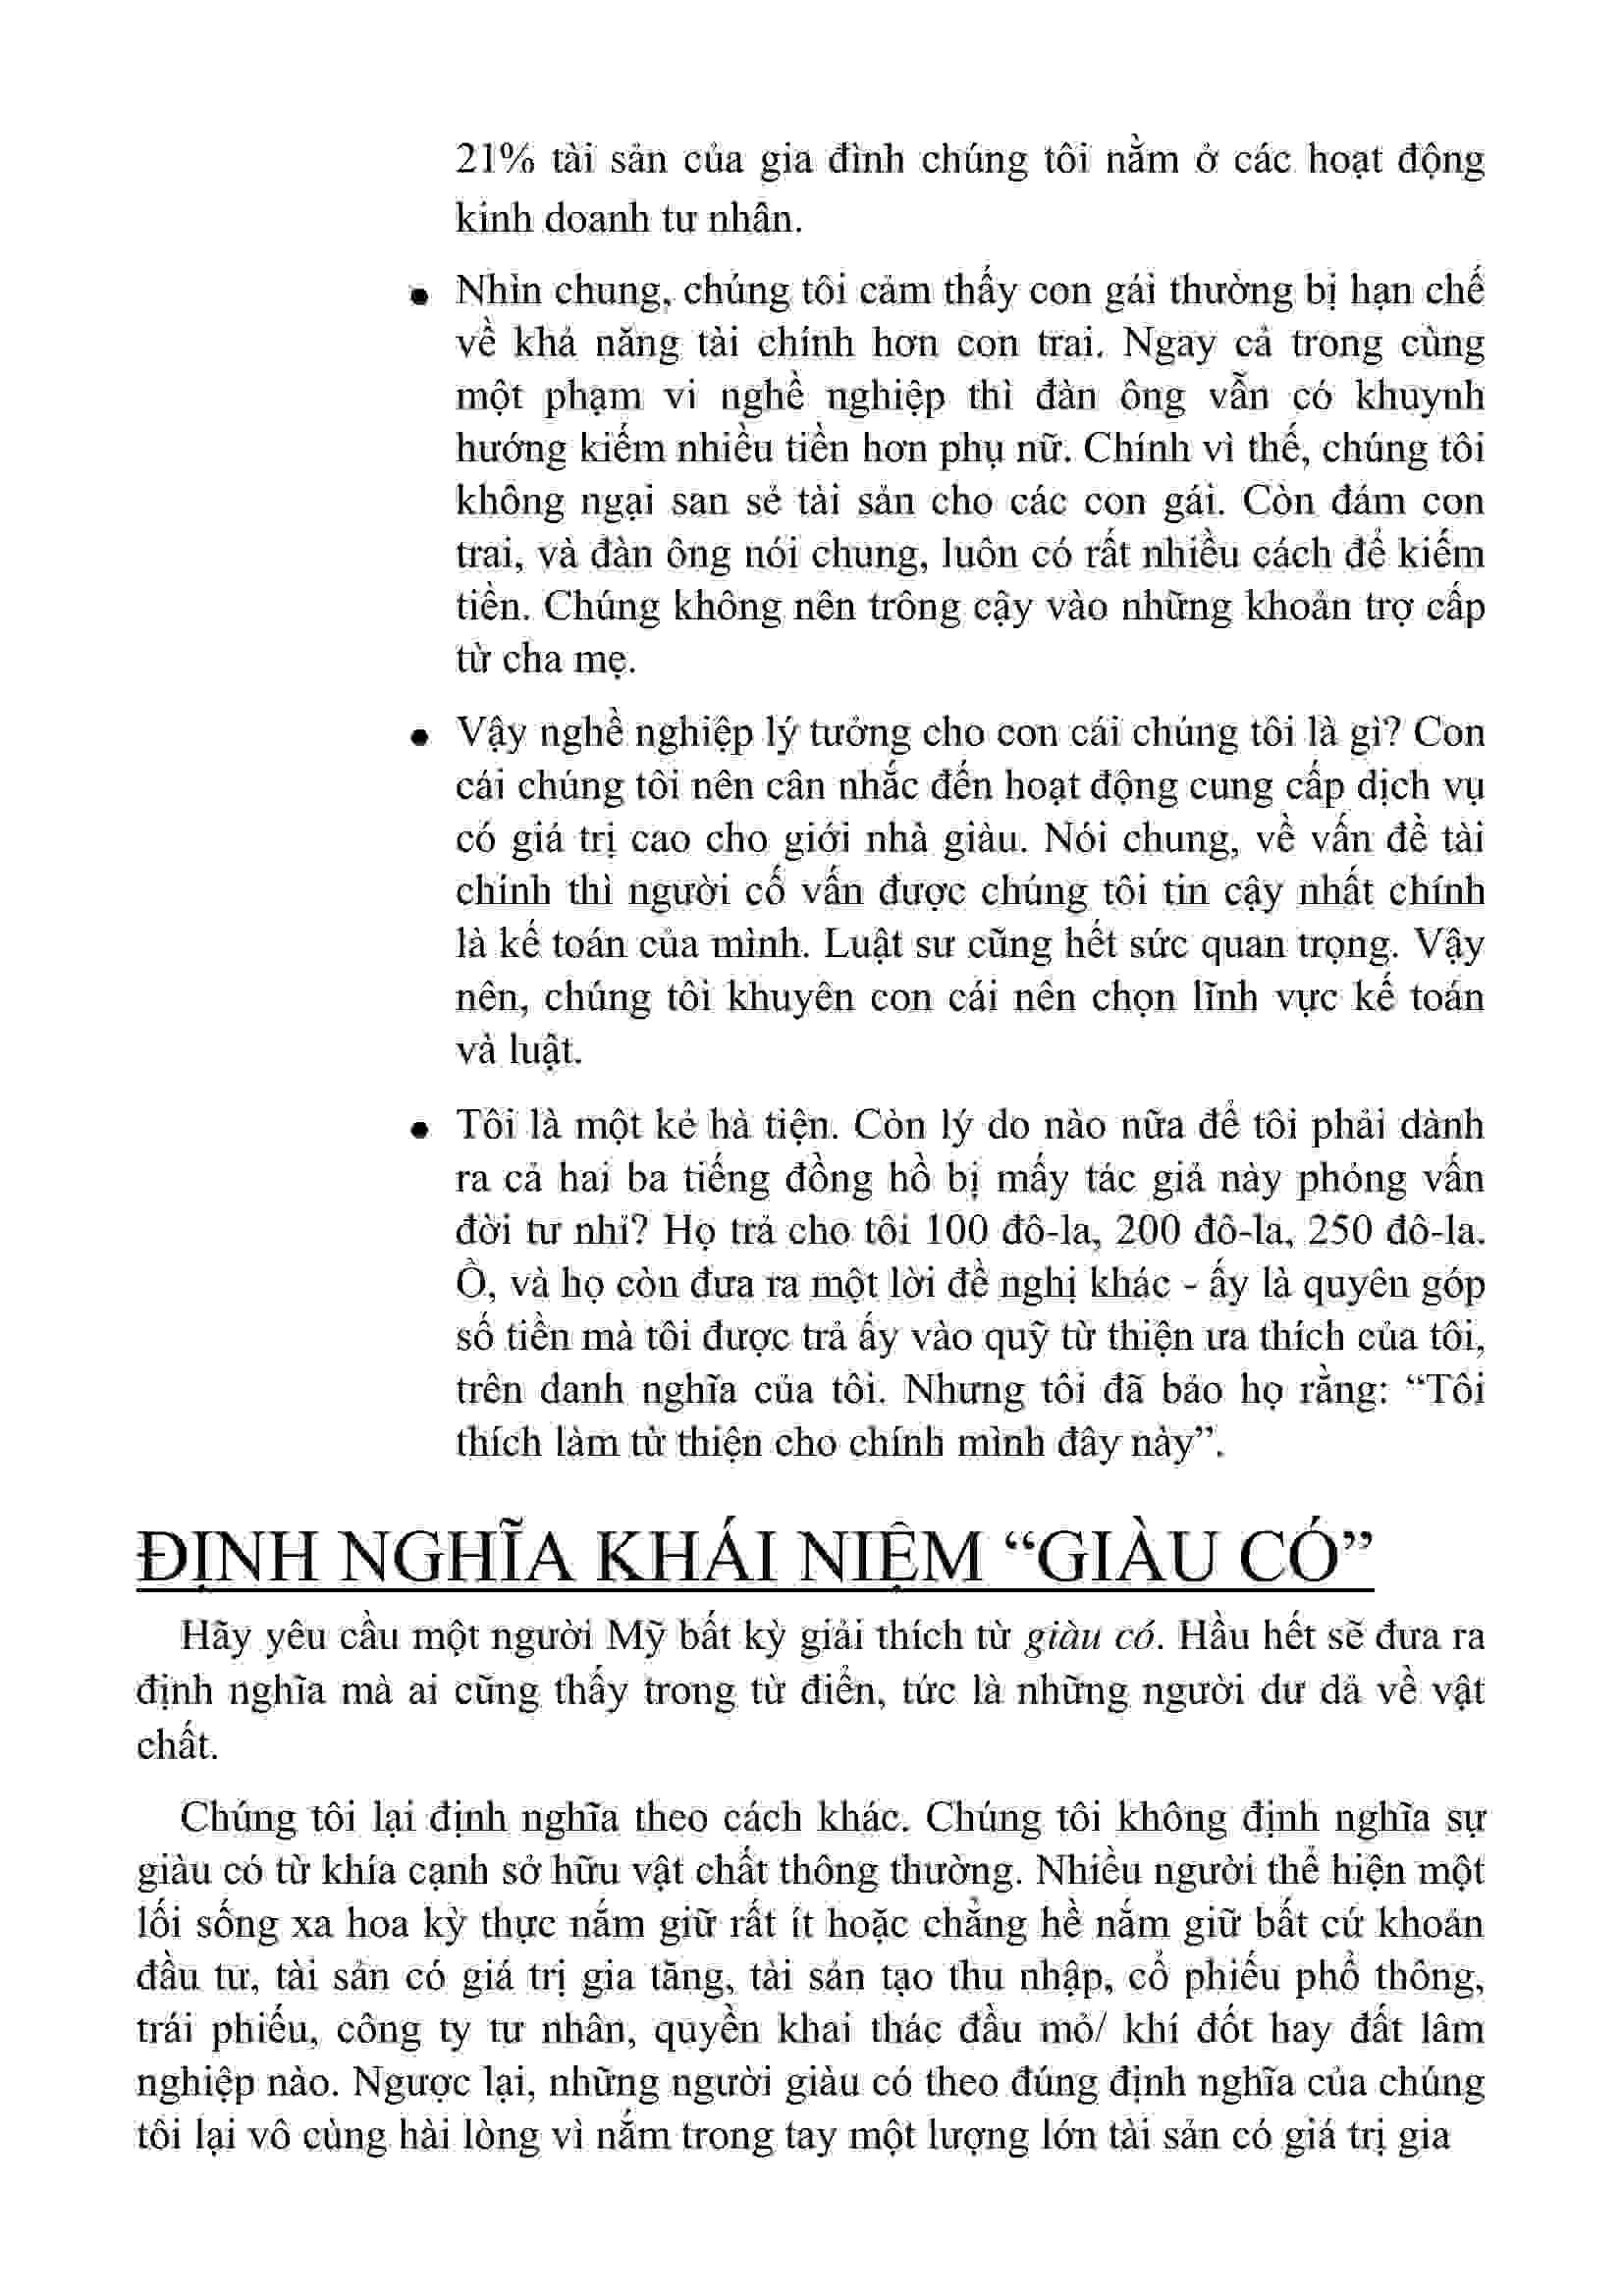 21% tài sản của gia đình chúng tôi nằm ở các hoạt động
kinh doanh tư nhân.
● Nhìn chung, chúng tôi cảm thấy con gái thường bị hạn chế
về khả năng tài chính hơn con trai. Ngay cả trong cùng
một phạm vi nghề nghiệp thì đàn ông vẫn có khuynh
hướng kiếm nhiều tiền hơn phụ nữ. Chính vì thế, chúng tôi
không ngại san sẻ tài sản cho các con gái. Còn đám con
trai, và đàn ông nói chung, luôn có rất nhiều cách để kiếm
tiền. Chúng không nên trông cậy vào những khoản trợ cấp
từ cha mẹ.
● Vậy nghề nghiệp lý tưởng cho con cái chúng tôi là gì? Con
cái chúng tôi nên cân nhắc đến hoạt động cung cấp dịch vụ
có giá trị cao cho giới nhà giàu. Nói chung, về vấn đề tài
chính thì người cố vấn được chúng tôi tin cậy nhất chính
là kế toán của mình. Luật sư cũng hết sức quan trọng. Vậy
nên, chúng tôi khuyên con cái nên chọn lĩnh vực kế toán
và luật.
● Tôi là một kẻ hà tiện. Còn lý do nào nữa để tôi phải dành
ra cả hai ba tiếng đồng hồ bị mấy tác giả này phỏng vấn
đời tư nhỉ? Họ trả cho tôi 100 đô-la, 200 đô-la, 250 đô-la.
Ồ, và họ còn đưa ra một lời đề nghị khác - ấy là quyên góp
số tiền mà tôi được trả ấy vào quỹ từ thiện ưa thích của tôi,
trên danh nghĩa của tôi. Nhưng tôi đã bảo họ rằng: “Tôi
thích làm từ thiện cho chính mình đây này”.
ĐỊNH NGHĨA KHÁI NIỆM “GIÀU CÓ”
Hãy yêu cầu một người Mỹ bất kỳ giải thích từ giàu có. Hầu hết sẽ đưa ra
định nghĩa mà ai cũng thấy trong từ điển, tức là những người dư dả về vật
chất.
Chúng tôi lại định nghĩa theo cách khác. Chúng tôi không định nghĩa sự
giàu có từ khía cạnh sở hữu vật chất thông thường. Nhiều người thể hiện một
lối sống xa hoa kỳ thực nắm giữ rất ít hoặc chẳng hề nắm giữ bất cứ khoản
đầu tư, tài sản có giá trị gia tăng, tài sản tạo thu nhập, cổ phiếu phổ thông,
trái phiếu, công ty tư nhân, quyền khai thác dầu mỏ/ khí đốt hay đất lâm
nghiệp nào. Ngược lại, những người giàu có theo đúng định nghĩa của chúng
tôi lại vô cùng hài lòng vì nắm trong tay một lượng lớn tài sản có giá trị gia